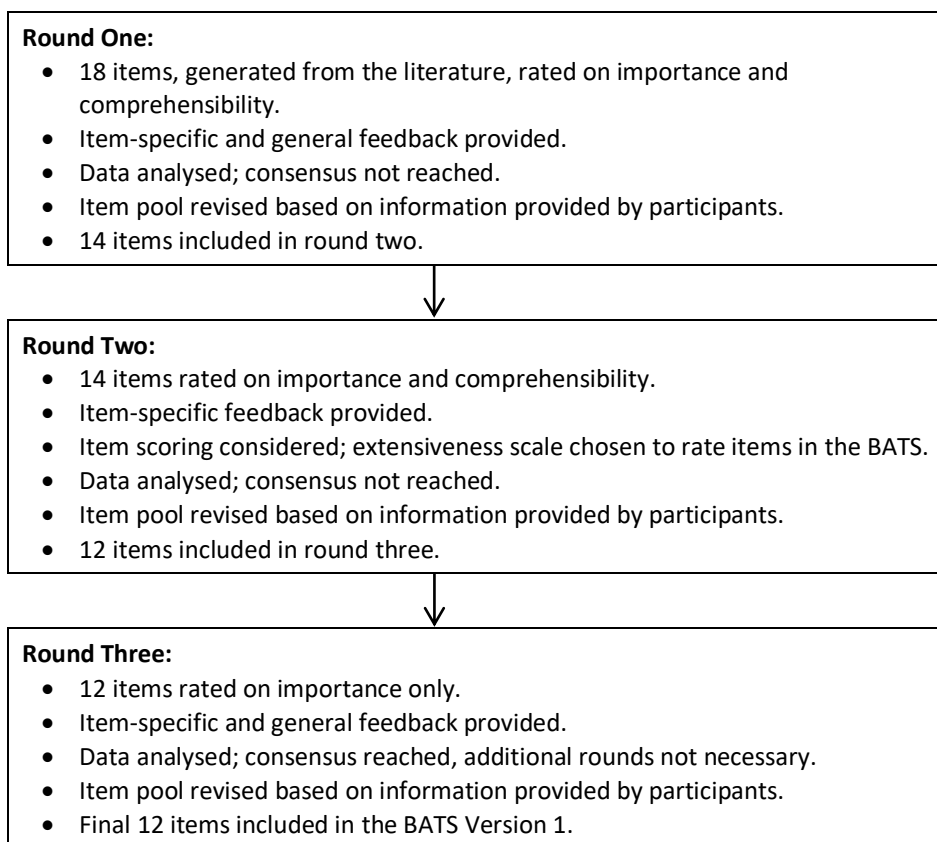 Round One:
• 18 items, generated from the literature, rated on importance and
comprehensibility.
• Item-specific and general feedback provided.
• Data analysed; consensus not reached.
• Item pool revised based on information provided by participants.
• 14 items included in round two.
Round Two:
• 14 items rated on importance and comprehensibility.
• Item-specific feedback provided.
• Item scoring considered; extensiveness scale chosen to rate items in the BATS.
• Data analysed; consensus not reached.
• Item pool revised based on information provided by participants.
• 12 items included in round three.
Round Three:
• 12 items rated on importance only.
• Item-specific and general feedback provided.
• Data analysed; consensus reached, additional rounds not necessary.
• Item pool revised based on information provided by participants.
• Final 12 items included in the BATS Version 1.